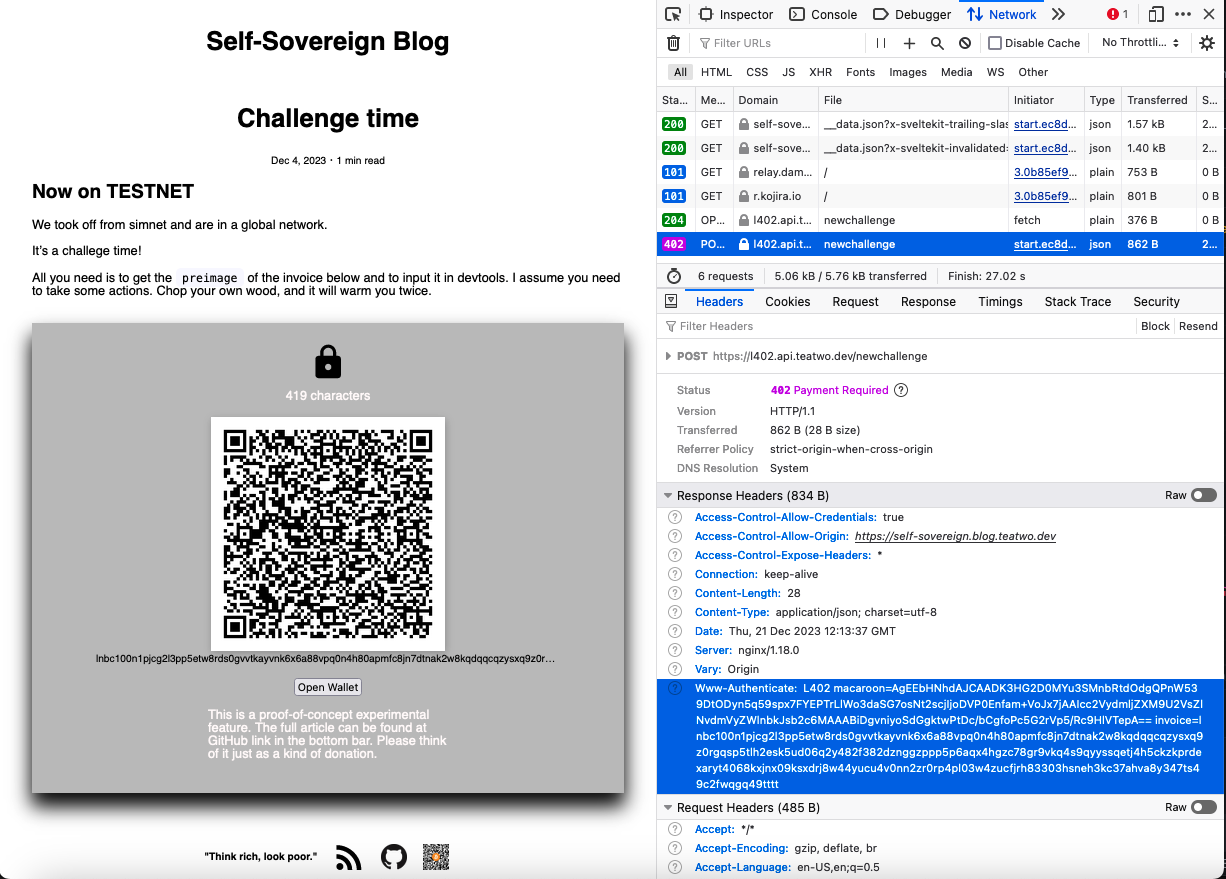 Self-Sovereign Blog
Challenge time
Dec 4, 2023 · 1 min read
Now on TESTNET
We took off from simnet and are in a global network.
It's a challege time!
All you need is to get the preimage of the invoice below and to input it in devtools. I assume you need
to take some actions. Chop your own wood, and it will warm you twice.
419 characters
lnbc100n1pjcg2l3pp5etw8rds0gvvtkayvnk6x6a88vpq0n4h80apmfc8jn7dtnak2w8kqdqqcqzysxq9z0r...
Open Wallet
This is a proof-of-concept experimental
feature. The full article can be found at
GitHub link in the bottom bar. Please think
of it just as a kind of donation.
"Think rich, look poor."
Inspector Console Debugger Network 1
Filter URLs Disable Cache No Throttli...
All HTML CSS JS XHR Fonts Images Media WS Other
Sta... Me... Domain File Initiator Type Transferred S...
200 GET self-sove... __data.json?x-sveltekit-trailing-slas start.ec8d... json 1.57 kB 2...
200 GET self-sove... __data.json?x-sveltekit-invalidated= start.ec8d... json 1.40 kB 2...
101 GET relay.dam... / 3.0b85ef9... plain 753 B 0 B
101 GET r.kojira.io / 3.0b85ef9... plain 801 B 0 B
204 OP... l402.api.t... newchallenge fetch plain 376 B 0 B
402 PO... l402.api.t... newchallenge start.ec8d... json 862 B 2...
6 requests 5.06 kB / 5.76 kB transferred Finish: 27.02 s
Headers Cookies Request Response Timings Stack Trace Security
Filter Headers Block Resend
POST https://l402.api.teatwo.dev/newchallenge
Status 402 Payment Required
Version HTTP/1.1
Transferred 862 B (28 B size)
Referrer Policy strict-origin-when-cross-origin
DNS Resolution System
Response Headers (834 B) Raw
Access-Control-Allow-Credentials: true
Access-Control-Allow-Origin: https://self-sovereign.blog.teatwo.dev
Access-Control-Expose-Headers: *
Connection: keep-alive
Content-Length: 28
Content-Type: application/json; charset=utf-8
Date: Thu, 21 Dec 2023 12:13:37 GMT
Server: nginx/1.18.0
Vary: Origin
Www-Authenticate: L402 macaroon=AgEEbHNhdAJCAADK3HG2D0MYu3SMnbRtdOdgQPnW53
9DtODyn5q59spx7FYEPTrLlWo3daSG7osNt2scjljoDVP0Enfam+VoJx7jAAIcc2VydmljZXM9U2VsZl
NvdmVyZWlnbkJsb2c6MAAABiDgvniyoSdGgktwPtDc/bCgfoPc5G2rVp5/Rc9HIVTepA== invoice=l
nbc100n1pjcg2l3pp5etw8rds0gvvtkayvnk6x6a88vpq0n4h80apmfc8jn7dtnak2w8kqdqqcqzysxq9
z0rgqsp5tlh2esk5ud06q2y482f382dznggzppp5p6aqx4hgzc78gr9vkq4s9qyyssqetj4h5ckzkprde
xaryt4068kxjnx09ksxdrj8w44yucu4v0nn2zr0rp4pl03w4zucfjrh83303hsneh3kc37ahva8y347ts4
9c2fwqgq49tttt
Request Headers (485 B) Raw
Accept: */*
Accept-Encoding: gzip, deflate, br
Accept-Language: en-US,en;q=0.5